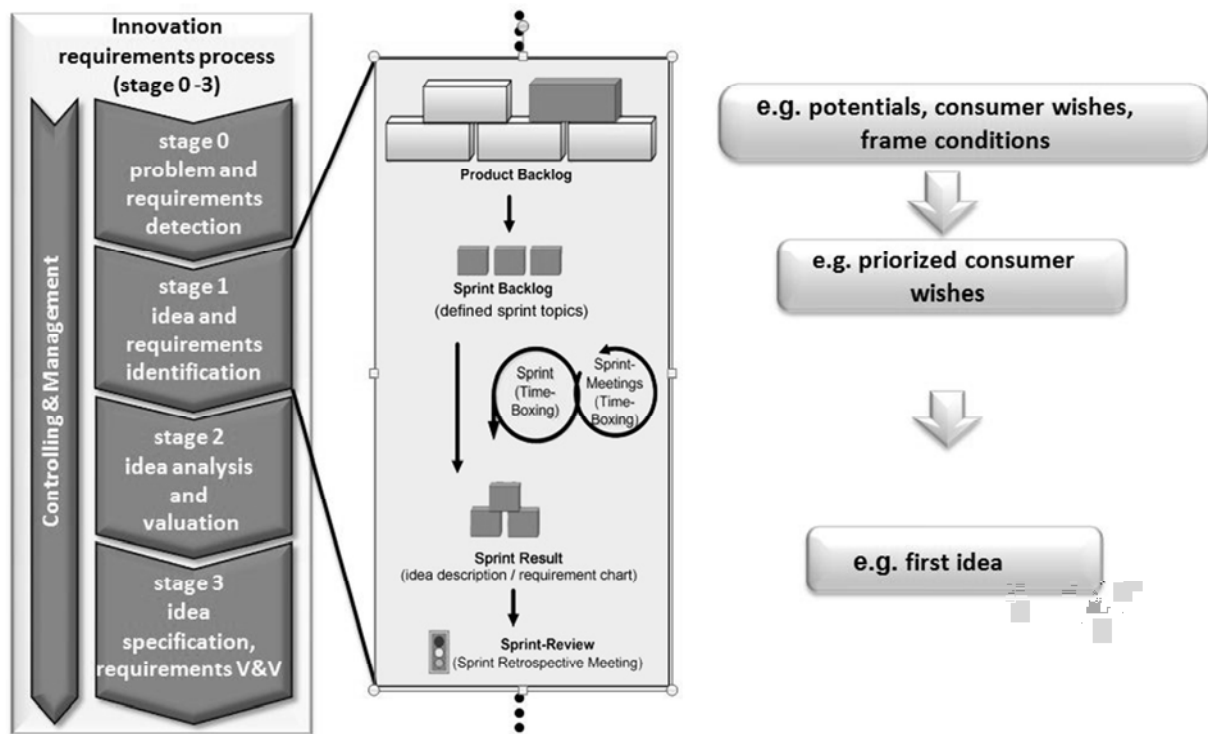 Innovation
requirements process
(stage 0 -3)
Controlling & Management
stage 0
problem and
requirements
detection
stage 1
idea and
requirements
identification
stage 2
idea analysis
and
valuation
stage 3
idea
specification,
requirements V&V
Product Backlog
Sprint Backlog
(defined sprint topics)
Sprint
(Time-
Boxing)
Sprint-
Meetings
(Time-
Boxing)
Sprint Result
(idea description / requirement chart)
Sprint-Review
(Sprint Retrospective Meeting)
e.g. potentials, consumer wishes,
frame conditions
e.g. priorized consumer
wishes
e.g. first idea